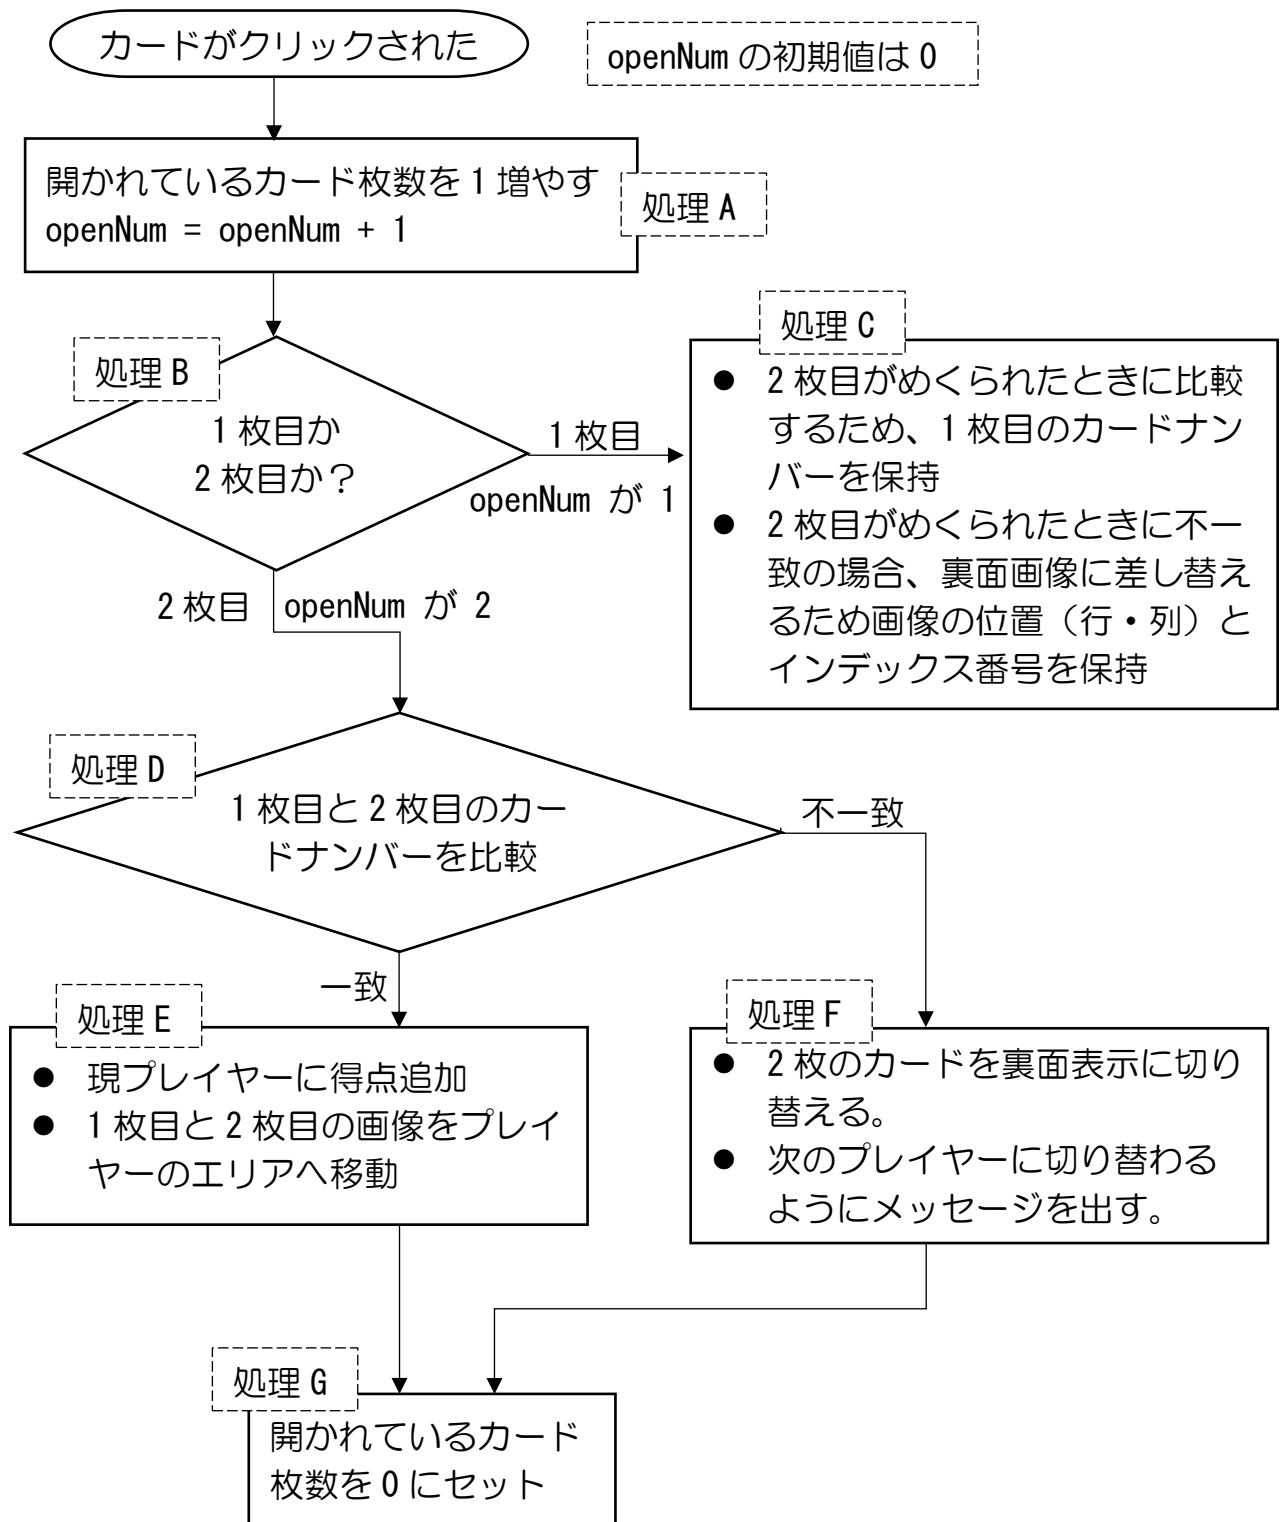 カードがクリックされた
openNum の初期値は 0
開かれているカード枚数を 1 増やす
openNum = openNum + 1
処理 A
処理 B
1 枚目か
2 枚目か？
1 枚目
openNum が 1
処理 C
● 2 枚目がめくられたときに比較
するため、1 枚目のカードナン
バーを保持
● 2 枚目がめくられたときに不一
致の場合、裏面画像に差し替え
るため画像の位置（行・列）と
インデックス番号を保持
2 枚目 openNum が 2
処理 D
1 枚目と 2 枚目のカー
ドナンバーを比較
不一致
一致
処理 E
● 現プレイヤーに得点追加
● 1 枚目と 2 枚目の画像をプレイ
ヤーのエリアへ移動
処理 F
● 2 枚のカードを裏面表示に切り
替える。
● 次のプレイヤーに切り替わる
ようにメッセージを出す。
処理 G
開かれているカード
枚数を 0 にセット